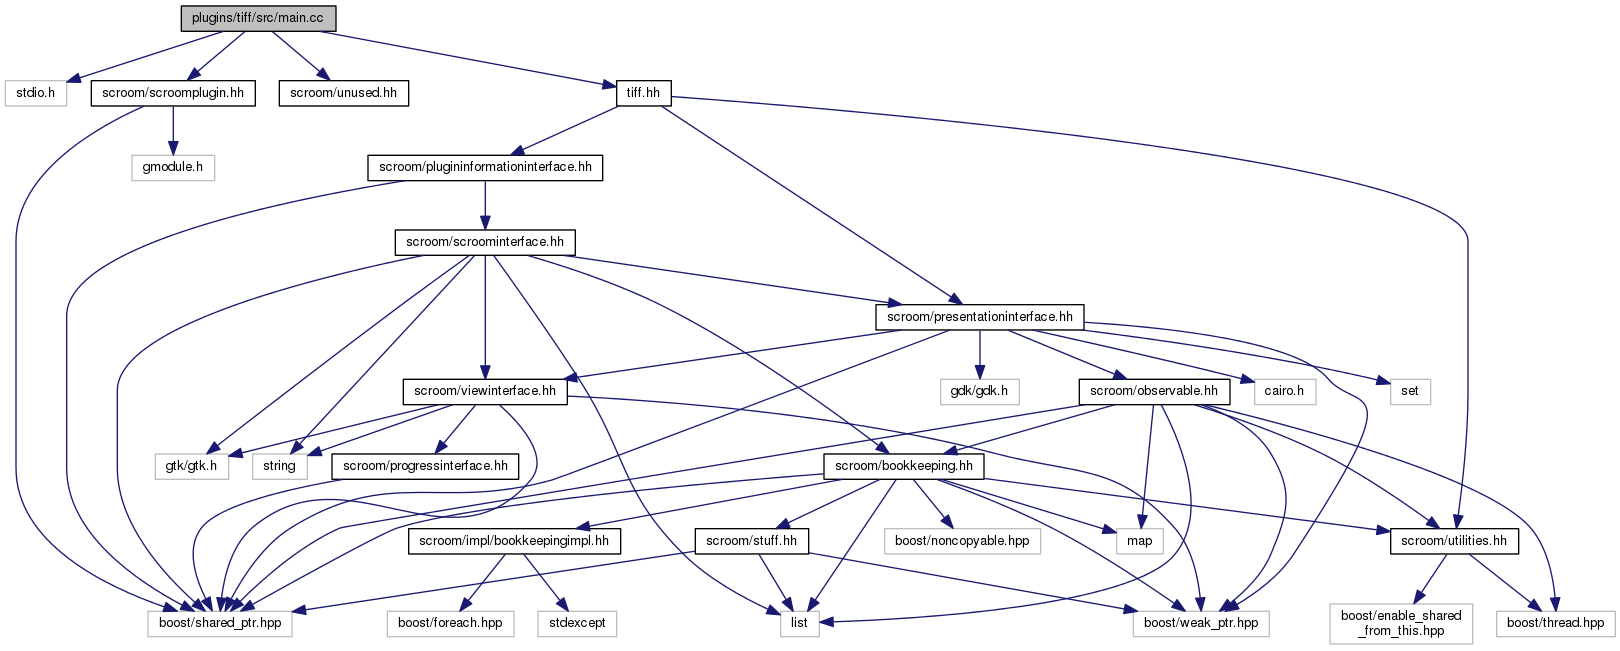 plugins/tiff/src/main.cc
stdio.h
scroom/scroomplugin.hh
scroom/unused.hh
tiff.hh
gmodule.h
scroom/plugininformationinterface.hh
scroom/scroominterface.hh
scroom/presentationinterface.hh
scroom/viewinterface.hh
gdk/gdk.h
scroom/observable.hh
cairo.h
set
gtk/gtk.h
string
scroom/progressinterface.hh
scroom/bookkeeping.hh
scroom/impl/bookkeepingimpl.hh
scroom/stuff.hh
boost/noncopyable.hpp
map
scroom/utilities.hh
boost/shared_ptr.hpp
boost/foreach.hpp
stdexcept
list
boost/weak_ptr.hpp
boost/enable_shared
_from_this.hpp
boost/thread.hpp